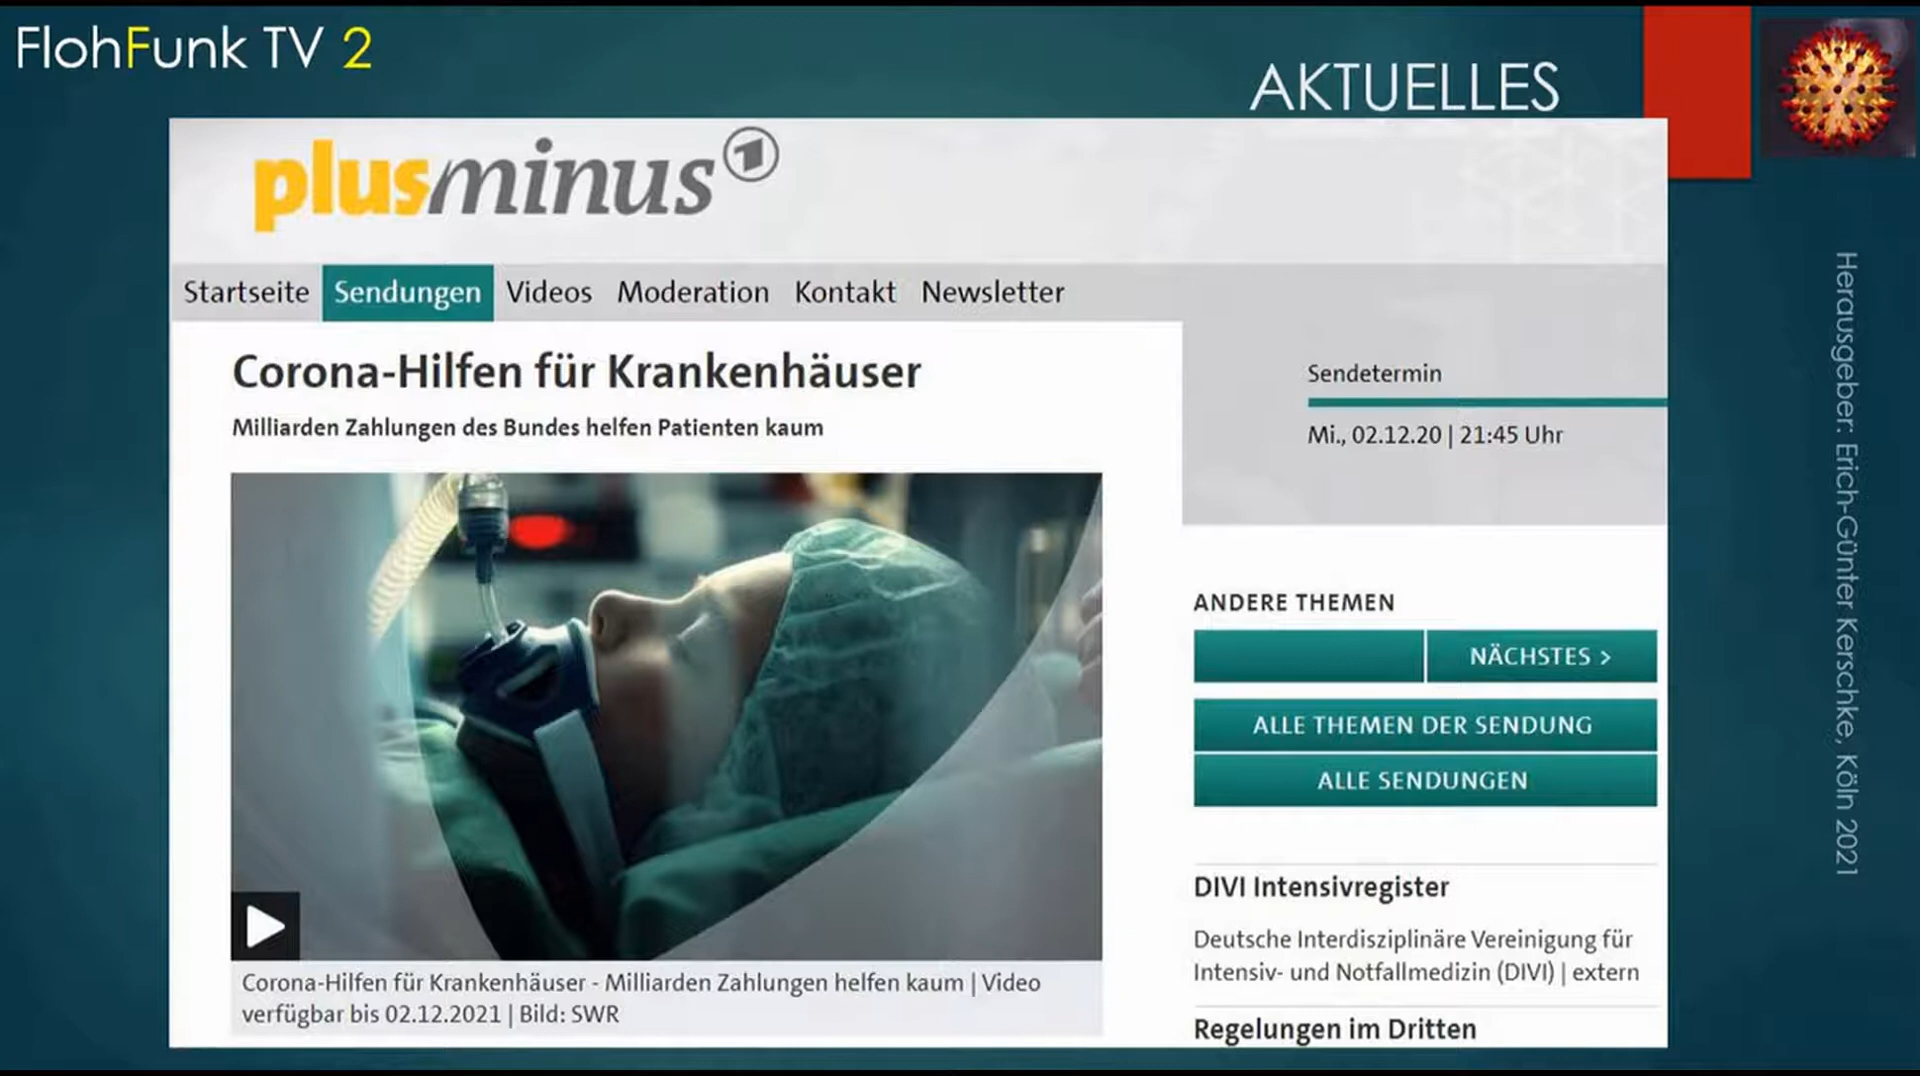 FlohFunk TV 2
AKTUELLES
plusminus 1
Startseite Sendungen Videos Moderation Kontakt Newsletter
Corona-Hilfen für Krankenhäuser
Milliarden Zahlungen des Bundes helfen Patienten kaum
Corona-Hilfen für Krankenhäuser - Milliarden Zahlungen helfen kaum | Video
verfügbar bis 02.12.2021 | Bild: SWR
Sendetermin
Mi., 02.12.20 | 21:45 Uhr
ANDERE THEMEN
NÄCHSTES >
ALLE THEMEN DER SENDUNG
ALLE SENDUNGEN
DIVI Intensivregister
Deutsche Interdisziplinäre Vereinigung für
Intensiv- und Notfallmedizin (DIVI) | extern
Regelungen im Dritten
Herausgeber: Erich-Günter Kerschke, Köln 2021